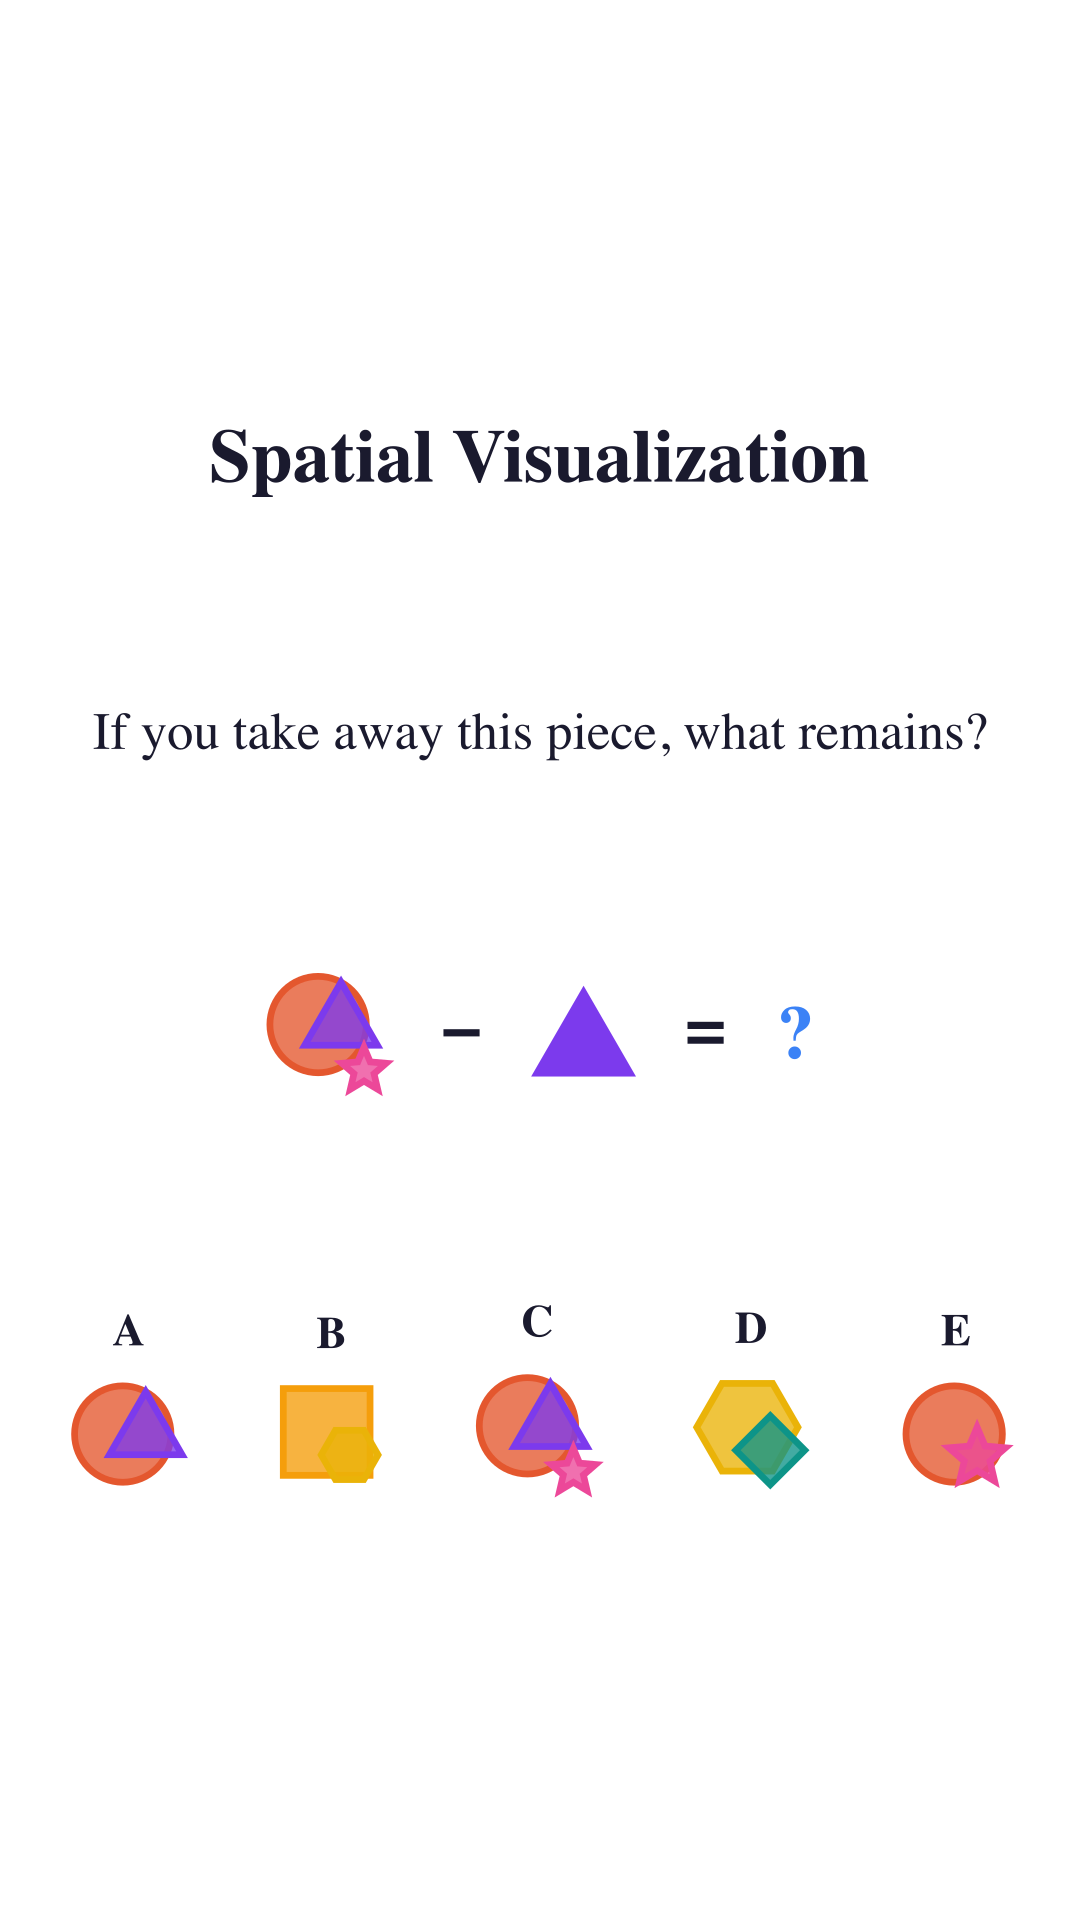 Spatial Visualization
If you take away this piece, what remains?
− = ?
A B C D E